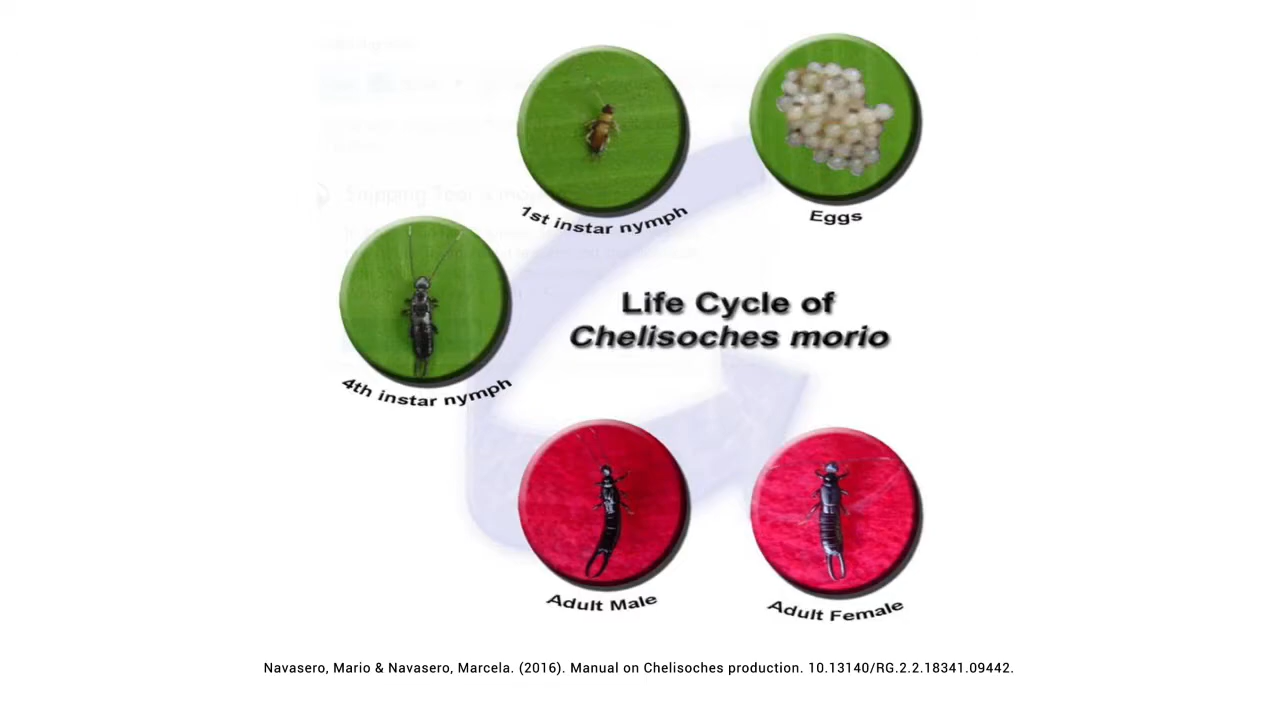 1st instar nymph
Eggs
4th instar nymph
Life Cycle of
Chelisoches morio
Adult Male
Adult Female
Navasero, Mario & Navasero, Marcela. (2016). Manual on Chelisoches production. 10.13140/RG.2.2.18341.09442.